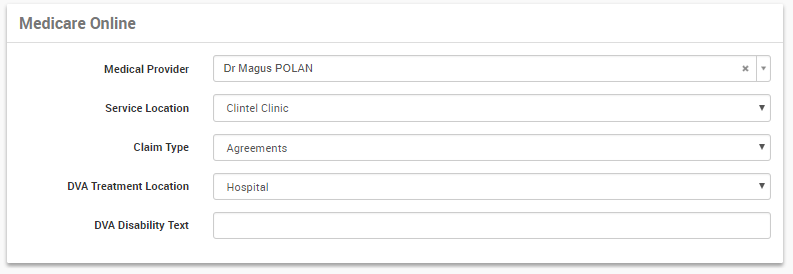 Medicare Online
Medical Provider Dr Magus POLAN
Service Location Clintel Clinic
Claim Type Agreements
DVA Treatment Location Hospital
DVA Disability Text